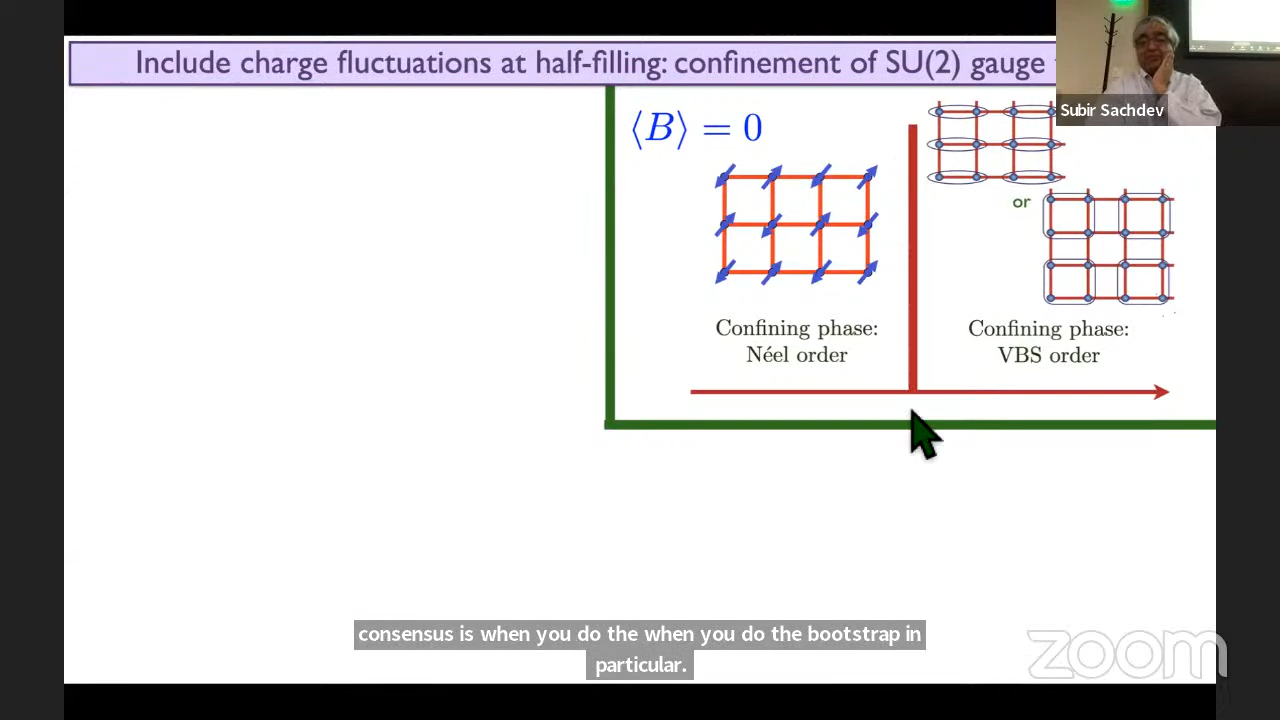 Include charge fluctuations at half-filling: confinement of SU(2) gauge
Subir Sachdev
⟨B⟩ = 0
or
Confining phase:
Néel order
Confining phase:
VBS order
consensus is when you do the when you do the bootstrap in
particular.
zoom